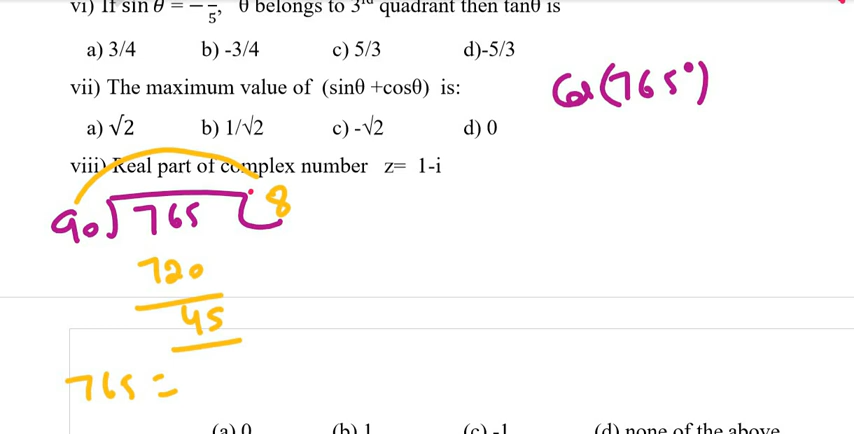 vi) If sin θ = − /5, θ belongs to 3rd quadrant then tanθ is
a) 3/4 b) -3/4 c) 5/3 d)-5/3
vii) The maximum value of (sinθ +cosθ) is:
Cos(765°)
a) √2 b) 1/√2 c) -√2 d) 0
viii) Real part of complex number z= 1-i
90 765 8
720
45
765 =
(a) 0 (b) 1 (c) -1 (d) none of the above